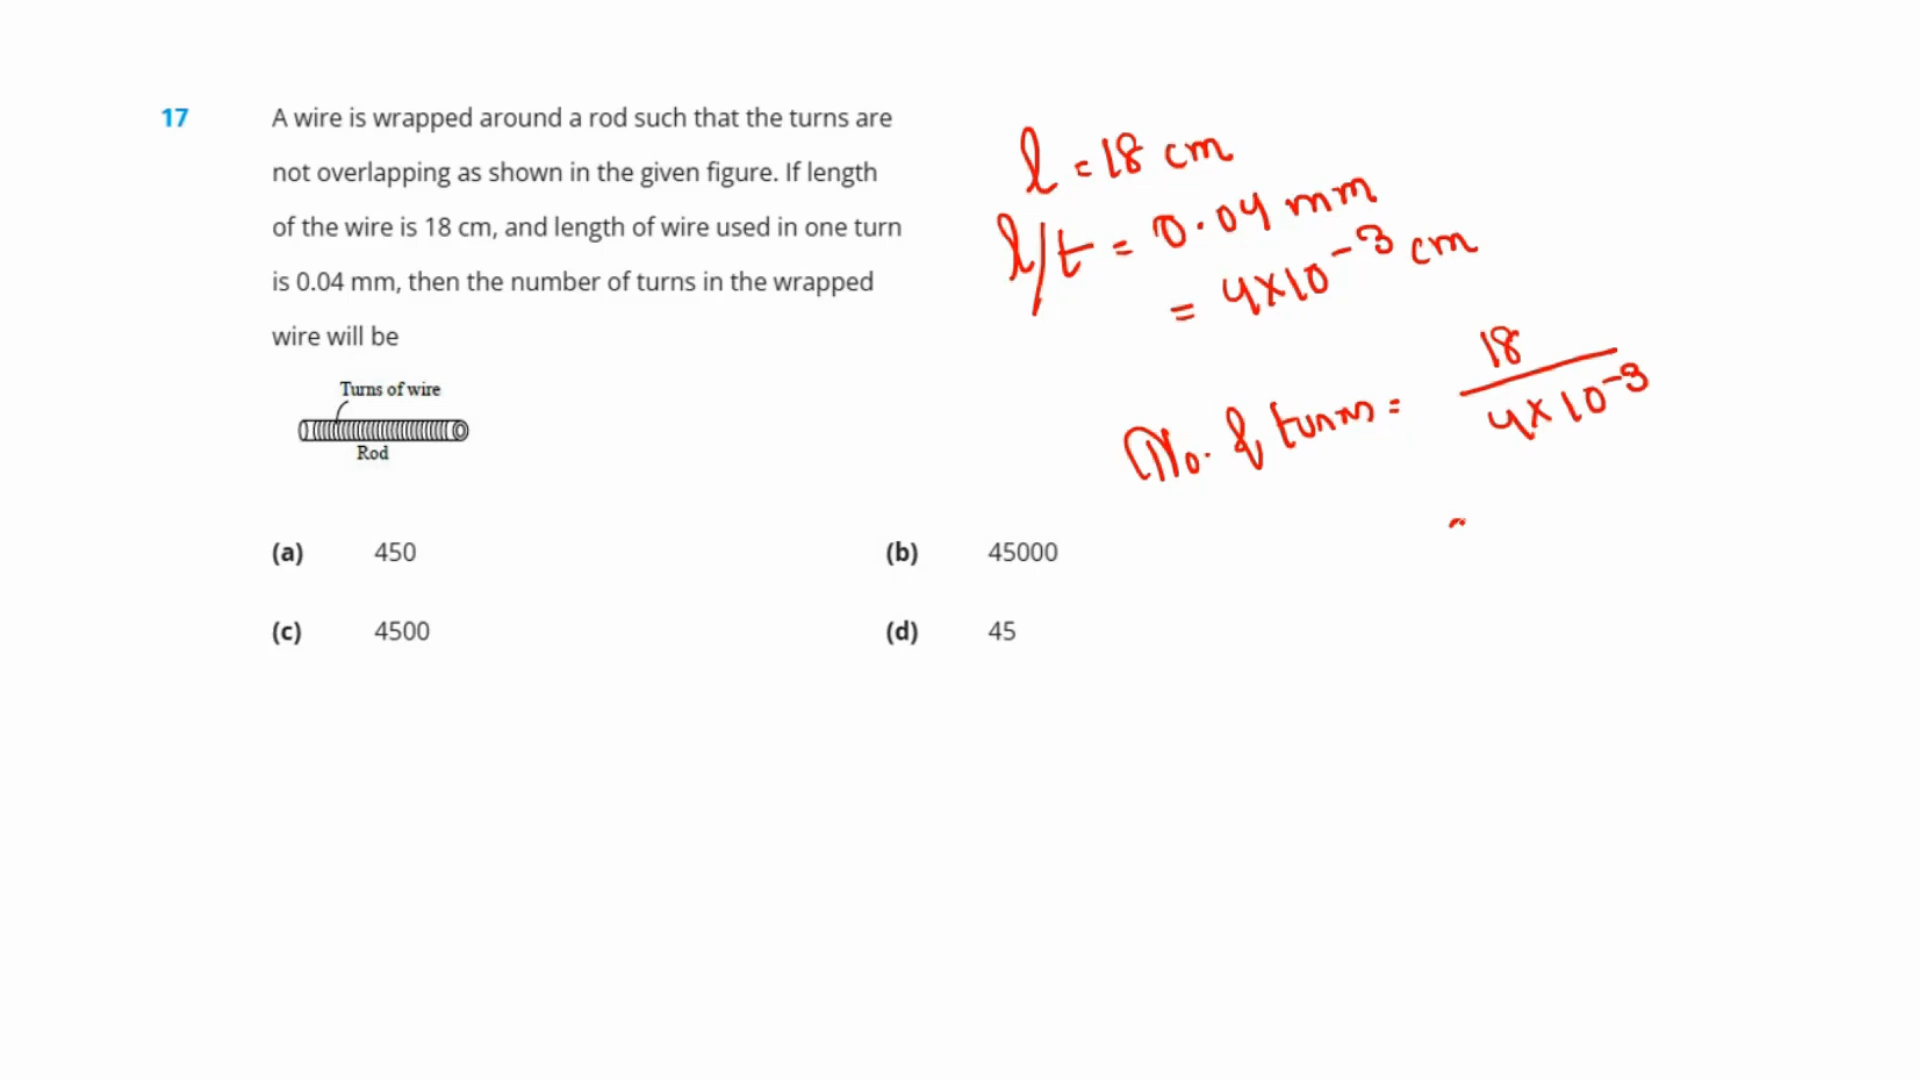 17 A wire is wrapped around a rod such that the turns are
not overlapping as shown in the given figure. If length
of the wire is 18 cm, and length of wire used in one turn
is 0.04 mm, then the number of turns in the wrapped
wire will be
Turns of wire
Rod
(a) 450 (b) 45000
(c) 4500 (d) 45
l = 18 cm
l/t = 0.04 mm
= 4×10⁻³ cm
No. of turns = 18 / 4×10⁻³